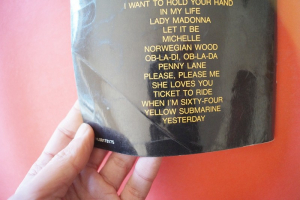 I WANT TO HOLD YOUR HAND
IN MY LIFE
LADY MADONNA
LET IT BE
MICHELLE
NORWEGIAN WOOD
OB-LA-DI, OB-LA-DA
PENNY LANE
PLEASE, PLEASE ME
SHE LOVES YOU
TICKET TO RIDE
WHEN I'M SIXTY-FOUR
YELLOW SUBMARINE
YESTERDAY